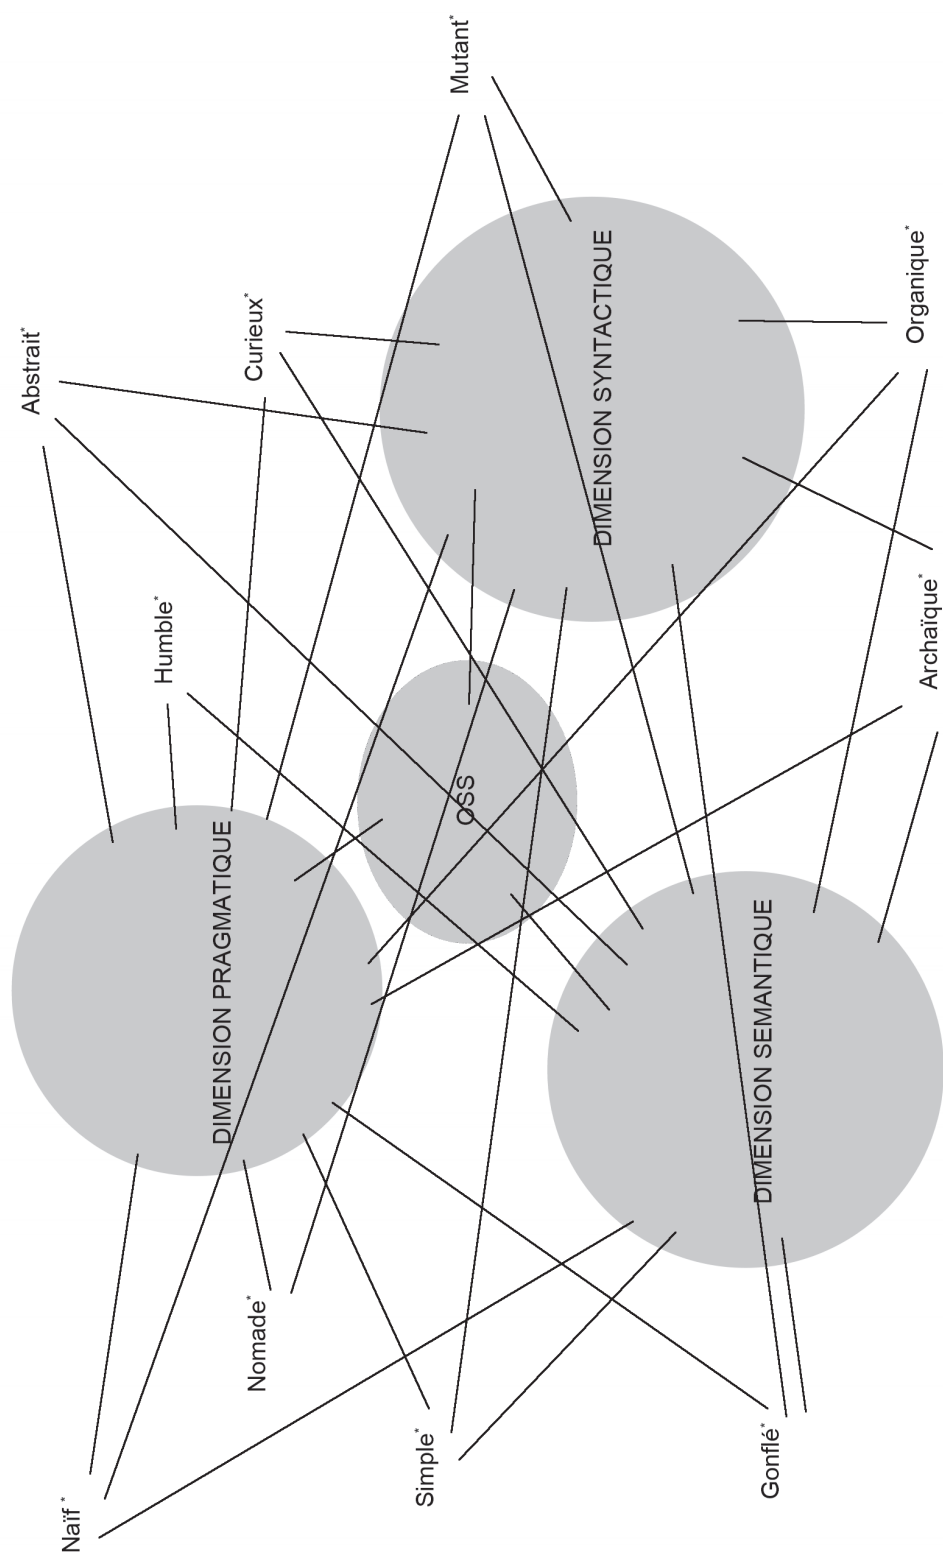 Abstrait*
Mutant*
Curieux*
Humble*
Organique*
Archaïque*
DIMENSION PRAGMATIQUE
OSS
DIMENSION SYNTACTIQUE
DIMENSION SEMANTIQUE
Naïf *
Nomade*
Simple*
Gonflé*